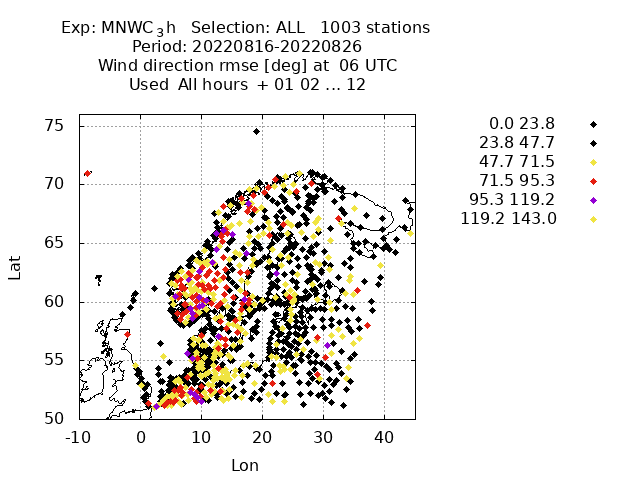 Exp: MNWC_3h   Selection: ALL   1003 stations
Period: 20220816-20220826
Wind direction rmse [deg] at  06 UTC
Used  All hours  + 01 02 ... 12
0.0 23.8
23.8 47.7
47.7 71.5
71.5 95.3
95.3 119.2
119.2 143.0
75
70
65
60
55
50
Lat
-10 0 10 20 30 40
Lon